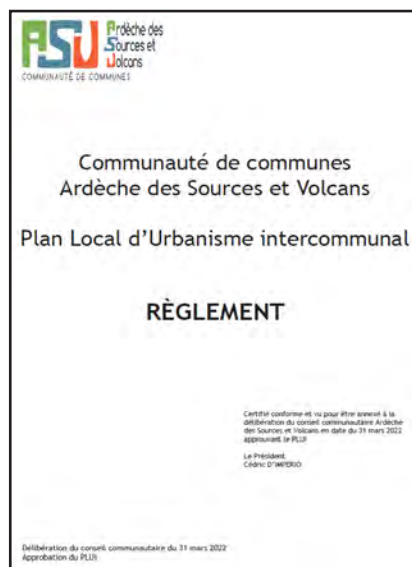 ASV Ardèche des
Sources et
Volcans
COMMUNAUTÉ DE COMMUNES
Communauté de communes
Ardèche des Sources et Volcans
Plan Local d'Urbanisme intercommunal
RÈGLEMENT
Certifié conforme et vu pour être annexé à la
délibération du conseil communautaire Ardèche
des Sources et Volcans en date du 31 mars 2022
approuvant le PLUi
Le Président
Cédric D'IMPERIO
Délibération du conseil communautaire du 31 mars 2022
Approbation du PLUi